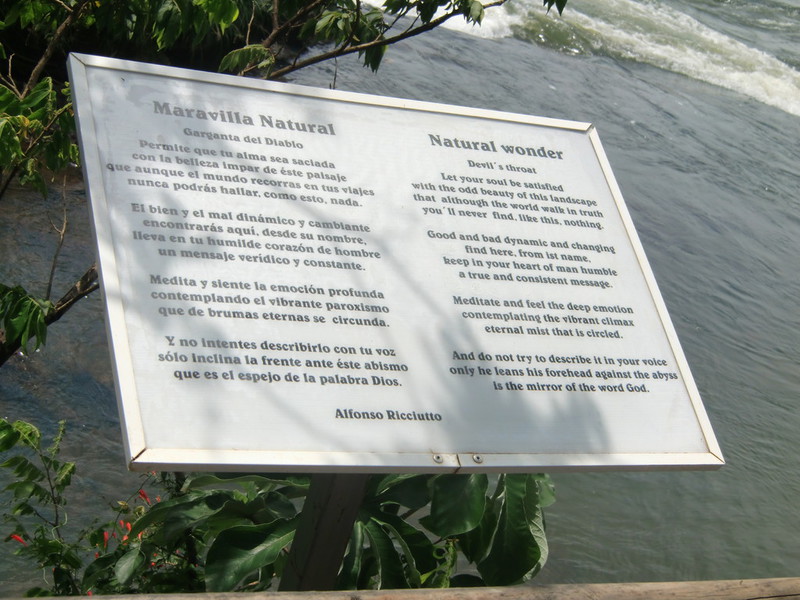 Maravilla Natural
Garganta del Diablo
Permite que tu alma sea saciada
con la belleza impar de éste paisaje
que aunque el mundo recorras en tus viajes
nunca podrás hallar, como esto, nada.
El bien y el mal dinámico y cambiante
encontrarás aquí, desde su nombre,
lleva en tu humilde corazón de hombre
un mensaje verídico y constante.
Medita y siente la emoción profunda
contemplando el vibrante paroxismo
que de brumas eternas se circunda.
Y no intentes describirlo con tu voz
sólo inclina la frente ante éste abismo
que es el espejo de la palabra Dios.
Natural wonder
Devil´s throat
Let your soul be satisfied
with the odd beauty of this landscape
that although the world walk in truth
you´ll never find, like this, nothing.
Good and bad dynamic and changing
find here, from ist name,
keep in your heart of man humble
a true and consistent message.
Meditate and feel the deep emotion
contemplating the vibrant climax
eternal mist that is circled.
And do not try to describe it in your voice
only he leans his forehead against the abyss
is the mirror of the word God.
Alfonso Ricciutto